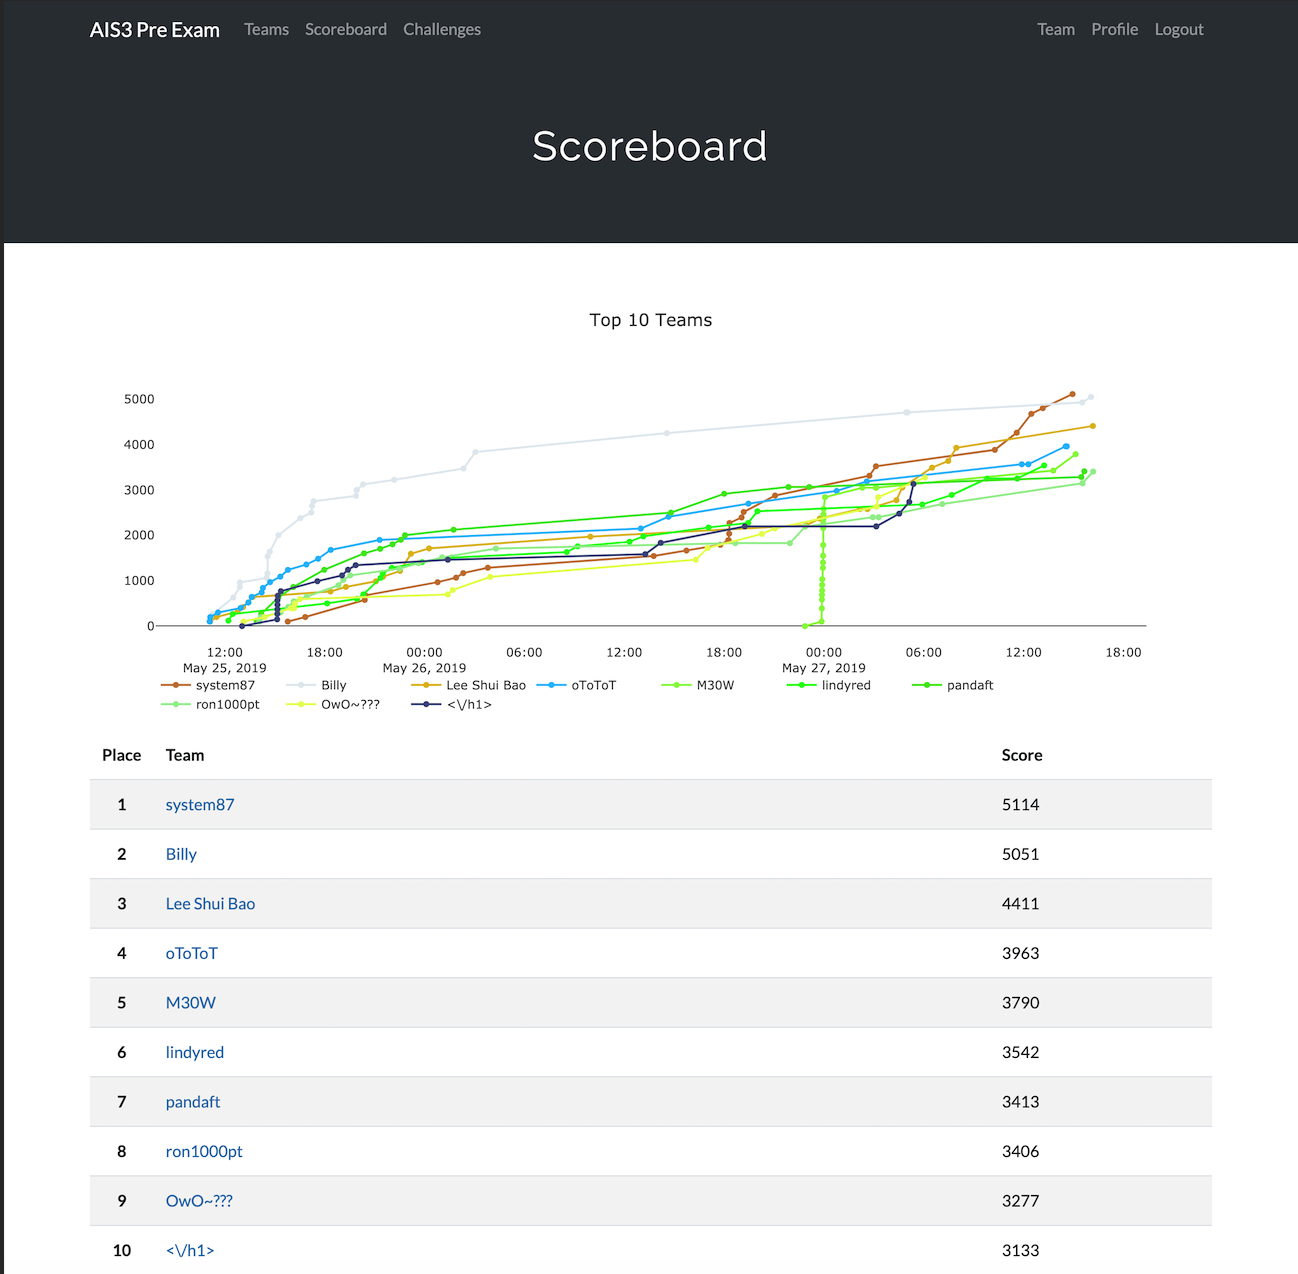 AIS3 Pre Exam Teams Scoreboard Challenges Team Profile Logout
Scoreboard
Top 10 Teams
5000
4000
3000
2000
1000
0
12:00 18:00 00:00 06:00 12:00 18:00 00:00 06:00 12:00 18:00
May 25, 2019 May 26, 2019 May 27, 2019
system87 Billy Lee Shui Bao oToToT M30W lindyred pandaft
ron1000pt OwO~??? <\/h1>
Place Team Score
1 system87 5114
2 Billy 5051
3 Lee Shui Bao 4411
4 oToToT 3963
5 M30W 3790
6 lindyred 3542
7 pandaft 3413
8 ron1000pt 3406
9 OwO~??? 3277
10 <\/h1> 3133